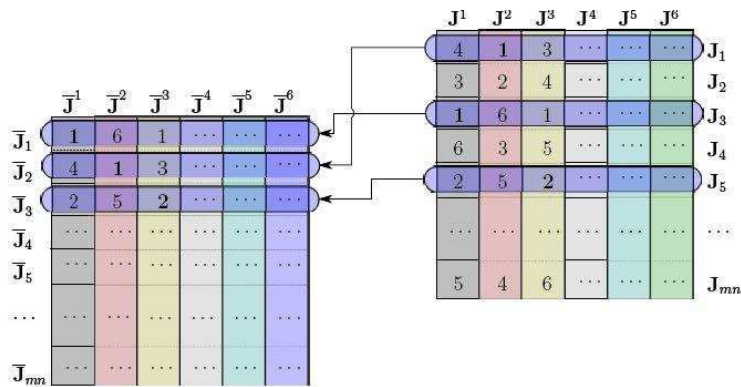 J¹ J² J³ J⁴ J⁵ J⁶
4 1 3 ··· ··· ··· J₁
3 2 4 ··· ··· ··· J₂
1 6 1 ··· ··· ··· J₃
6 3 5 ··· ··· ··· J₄
2 5 2 ··· ··· ··· J₅
··· ··· ··· ··· ··· ··· ···
5 4 6 ··· ··· ··· Jₘₙ
J̅¹ J̅² J̅³ J̅⁴ J̅⁵ J̅⁶
J̅₁ 1 6 1 ··· ··· ···
J̅₂ 4 1 3 ··· ··· ···
J̅₃ 2 5 2 ··· ··· ···
J̅₄ ··· ··· ··· ··· ··· ···
J̅₅ ··· ··· ··· ··· ··· ···
··· ··· ··· ··· ··· ··· ···
J̅ₘₙ ··· ··· ··· ··· ··· ···